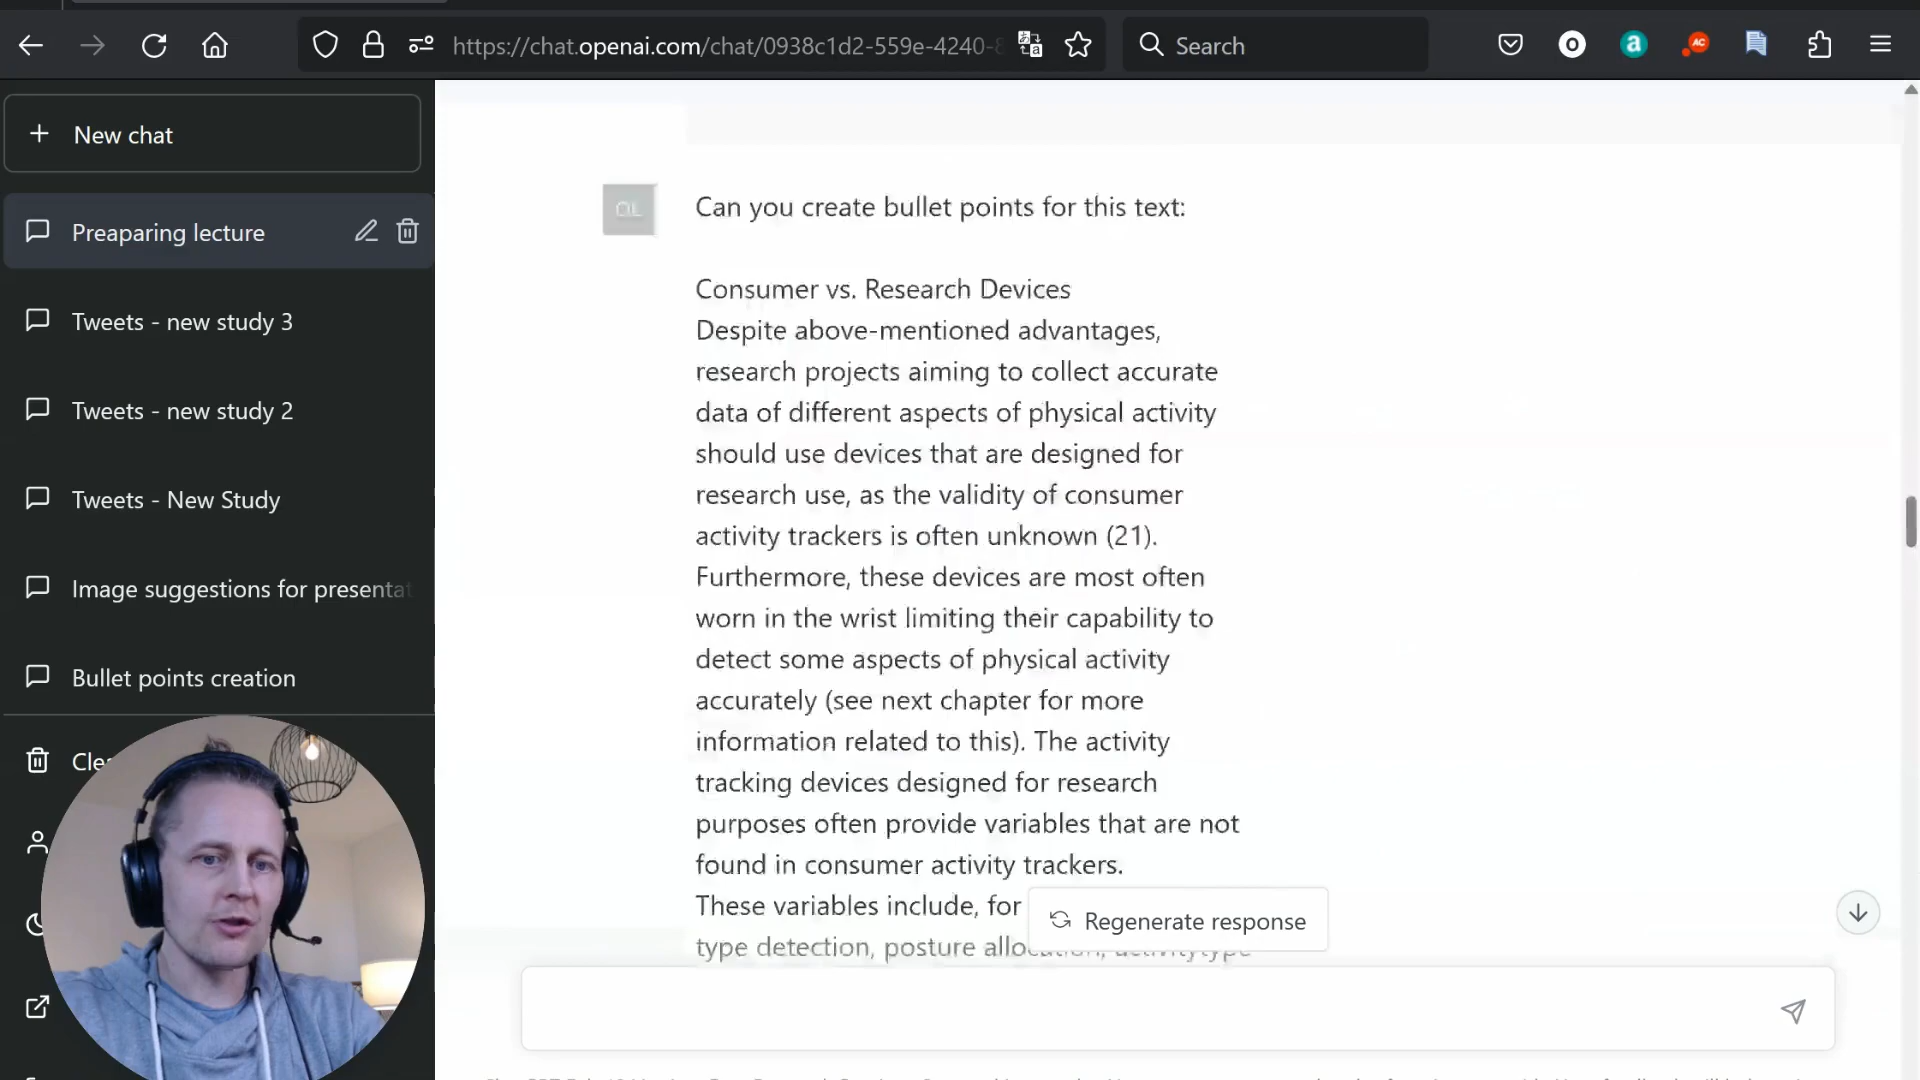 https://chat.openai.com/chat/0938c1d2-559e-4240-8
Search
New chat
Preaparing lecture
Tweets - new study 3
Tweets - new study 2
Tweets - New Study
Image suggestions for presentat
Bullet points creation
Cle
OL
Can you create bullet points for this text:
Consumer vs. Research Devices
Despite above-mentioned advantages,
research projects aiming to collect accurate
data of different aspects of physical activity
should use devices that are designed for
research use, as the validity of consumer
activity trackers is often unknown (21).
Furthermore, these devices are most often
worn in the wrist limiting their capability to
detect some aspects of physical activity
accurately (see next chapter for more
information related to this). The activity
tracking devices designed for research
purposes often provide variables that are not
found in consumer activity trackers.
These variables include, for
type detection, posture allocation, activitytype
Regenerate response